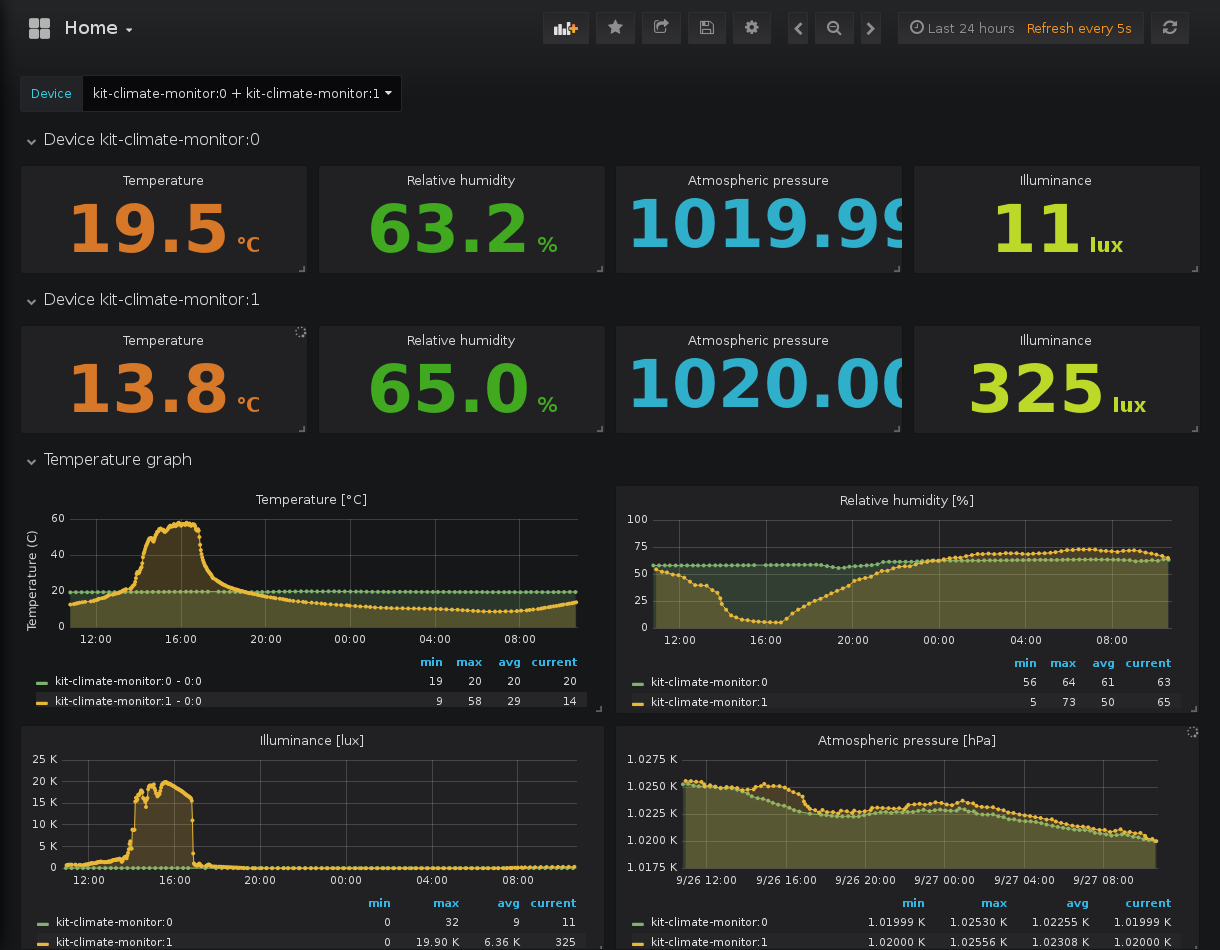 Home
Last 24 hours Refresh every 5s
Device kit-climate-monitor:0 + kit-climate-monitor:1
Device kit-climate-monitor:0
Temperature Relative humidity Atmospheric pressure Illuminance
19.5 °C 63.2 % 1019.99 11 lux
Device kit-climate-monitor:1
Temperature Relative humidity Atmospheric pressure Illuminance
13.8 °C 65.0 % 1020.00 325 lux
Temperature graph
Temperature [°C]
Temperature (C)
60
40
20
0
12:00 16:00 20:00 00:00 04:00 08:00
min max avg current
kit-climate-monitor:0 - 0:0 19 20 20 20
kit-climate-monitor:1 - 0:0 9 58 29 14
Relative humidity [%]
100
75
50
25
0
12:00 16:00 20:00 00:00 04:00 08:00
min max avg current
kit-climate-monitor:0 56 64 61 63
kit-climate-monitor:1 5 73 50 65
Illuminance [lux]
25 K
20 K
15 K
10 K
5 K
0
12:00 16:00 20:00 00:00 04:00 08:00
min max avg current
kit-climate-monitor:0 0 32 9 11
kit-climate-monitor:1 0 19.90 K 6.36 K 325
Atmospheric pressure [hPa]
1.0275 K
1.0250 K
1.0225 K
1.0200 K
1.0175 K
9/26 12:00 9/26 16:00 9/26 20:00 9/27 00:00 9/27 04:00 9/27 08:00
min max avg current
kit-climate-monitor:0 1.01999 K 1.02530 K 1.02255 K 1.01999 K
kit-climate-monitor:1 1.02000 K 1.02556 K 1.02308 K 1.02000 K